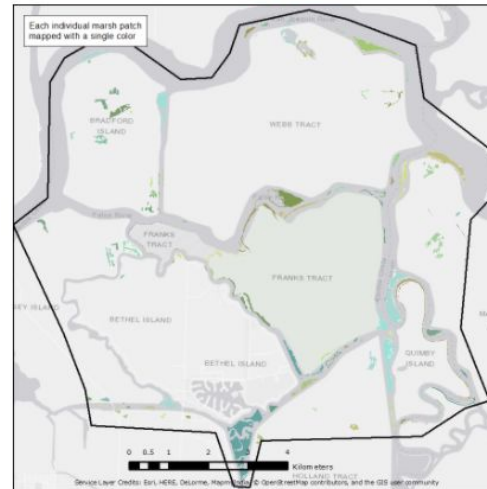 Each individual marsh patch
mapped with a single color
BRADFORD
ISLAND
WEBB TRACT
FRANKS
TRACT
FRANKS TRACT
BETHEL ISLAND
BETHEL ISLAND
QUIMBY
ISLAND
HOLLAND TRACT
0 0.5 1 2 3 4
Kilometers
Service Layer Credits: Esri, HERE, DeLorme, MapmyIndia, © OpenStreetMap contributors, and the GIS user community